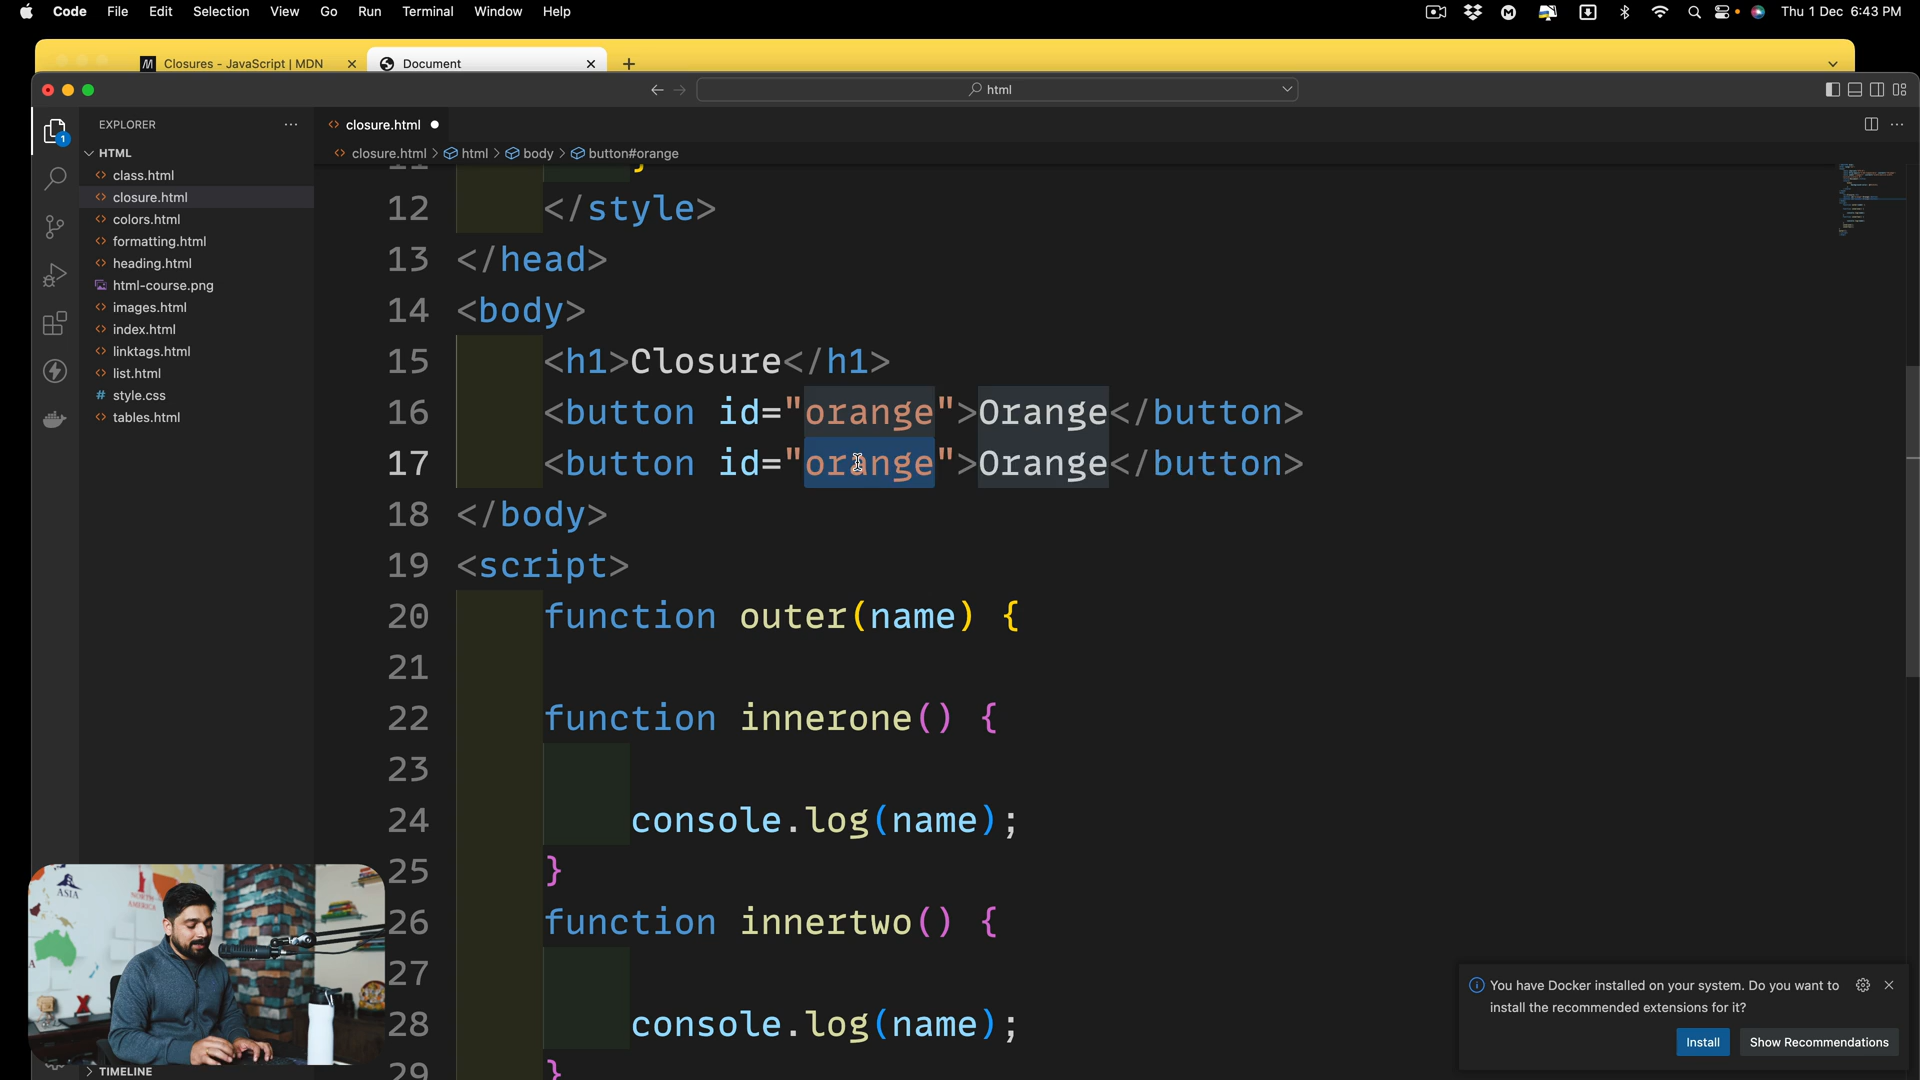 Code File Edit Selection View Go Run Terminal Window Help
Thu 1 Dec 6:43 PM
Closures - JavaScript | MDN
Document
html
EXPLORER
closure.html
closure.html > html > body > button#orange
HTML
class.html
closure.html
colors.html
formatting.html
heading.html
html-course.png
images.html
index.html
linktags.html
list.html
# style.css
tables.html
TIMELINE
12 </style>
13 </head>
14 <body>
15 <h1>Closure</h1>
16 <button id="orange">Orange</button>
17 <button id="orange">Orange</button>
18 </body>
19 <script>
20 function outer(name) {
21
22 function innerone() {
23
24 console.log(name);
25 }
26 function innertwo() {
27
28 console.log(name);
29 }
ASIA
NORTH AMERICA
You have Docker installed on your system. Do you want to
install the recommended extensions for it?
Install
Show Recommendations